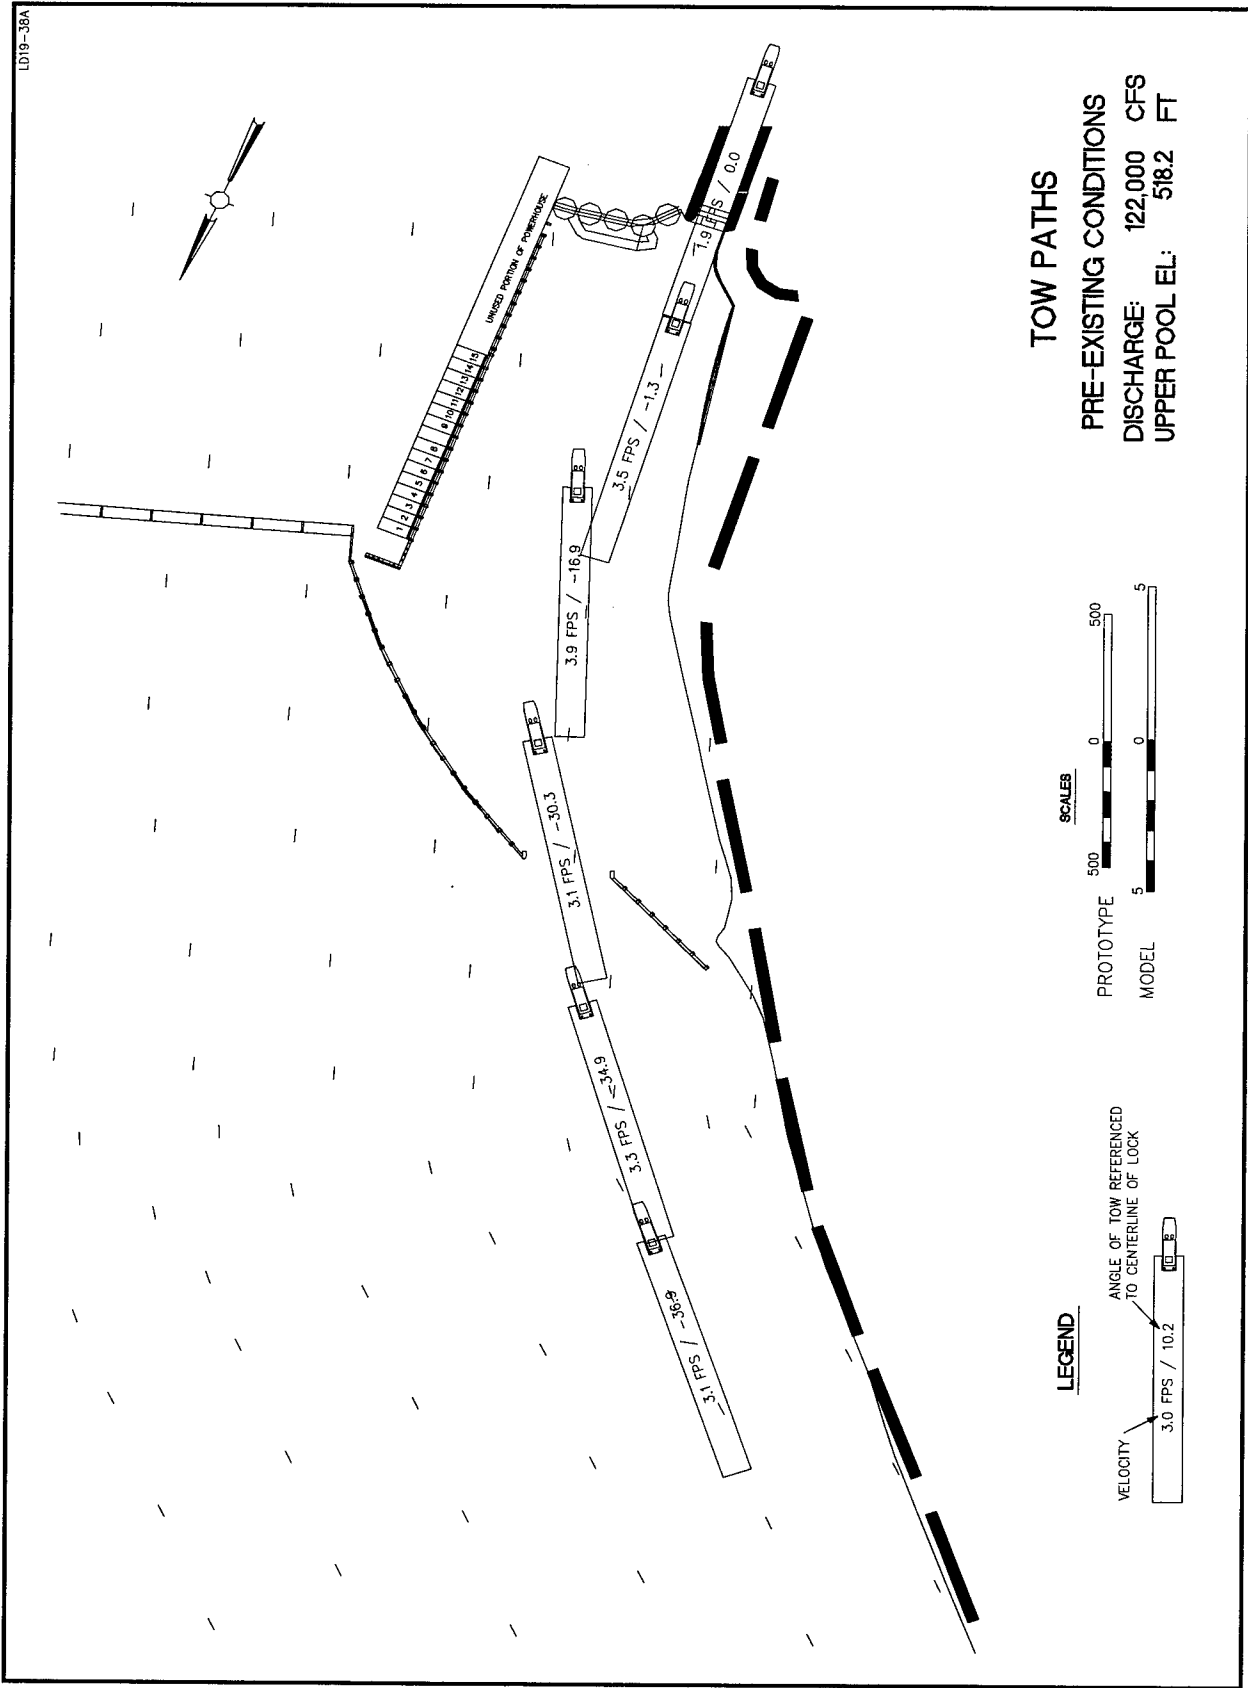 LD19-38A
UNUSED PORTION OF POWERHOUSE
1 2 3 4 5 6 7 8 9 10 11 12 13 14 15
1.9 FPS / 0.0
3.5 FPS / -1.3
3.9 FPS / -16.9
3.1 FPS / -30.3
3.3 FPS / -34.9
3.1 FPS / -36.9
TOW PATHS
PRE-EXISTING CONDITIONS
DISCHARGE: 122,000 CFS
UPPER POOL EL: 518.2 FT
SCALES
PROTOTYPE 500 0 500
MODEL 5 0 5
LEGEND
VELOCITY
ANGLE OF TOW REFERENCED
TO CENTERLINE OF LOCK
3.0 FPS / 10.2